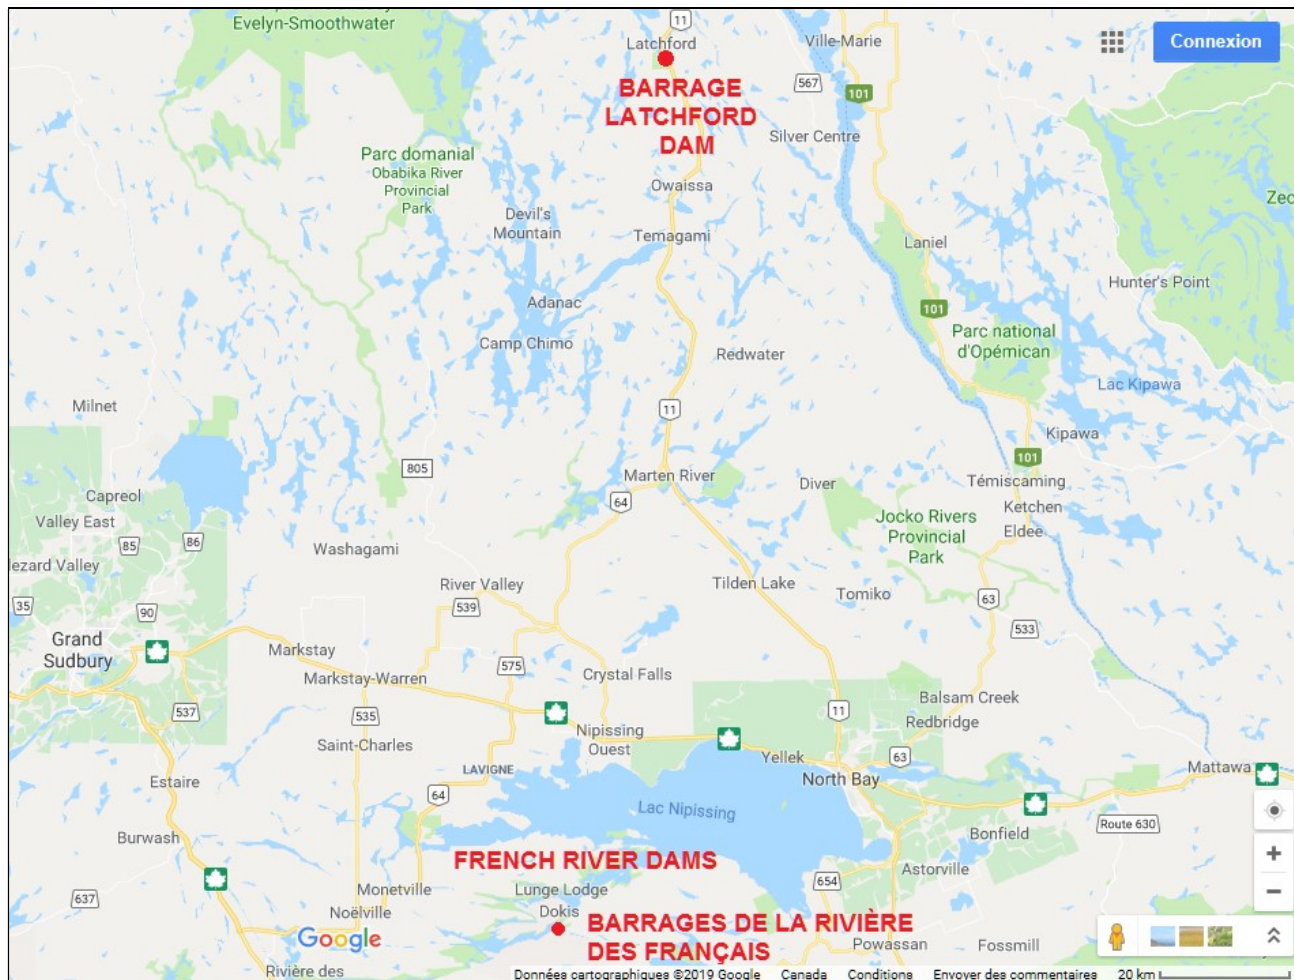 Evelyn-Smoothwater
11
Latchford
Ville-Marie
Connexion
BARRAGE
LATCHFORD
DAM
567
101
Silver Centre
Parc domanial
Obabika River
Provincial
Park
Owaissa
Zec
Devil's
Mountain
Temagami
Laniel
Hunter's Point
Adanac
101
Camp Chimo
Redwater
Parc national
d'Opémican
Lac Kipawa
Milnet
11
Kipawa
805
Marten River
101
Diver
Témiscaming
Capreol
64
Ketchen
Valley East
85
86
Jocko Rivers
Provincial
Park
Eldee
Washagami
lezard Valley
River Valley
Tilden Lake
Tomiko
35
90
539
63
533
Grand
Sudbury
Markstay
575
Crystal Falls
Markstay-Warren
Balsam Creek
537
535
11
Redbridge
Saint-Charles
Nipissing
Ouest
Yellek
63
LAVIGNE
North Bay
Mattawa
Estaire
64
Lac Nipissing
Route 630
Burwash
Bonfield
FRENCH RIVER DAMS
Astorville
Monetville
Lunge Lodge
654
637
Noëlville
Dokis
BARRAGES DE LA RIVIÈRE
DES FRANÇAIS
Google
Powassan
Fossmill
Rivière des
Données cartographiques ©2019 Google Canada Conditions Envoyer des commentaires 20 km